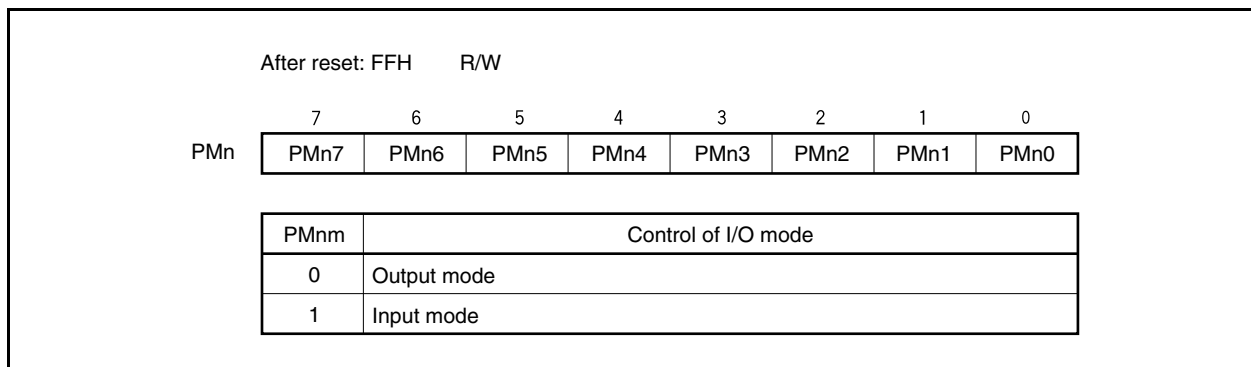 After reset: FFH R/W
7 6 5 4 3 2 1 0
PMn PMn7 PMn6 PMn5 PMn4 PMn3 PMn2 PMn1 PMn0
PMnm Control of I/O mode
0 Output mode
1 Input mode